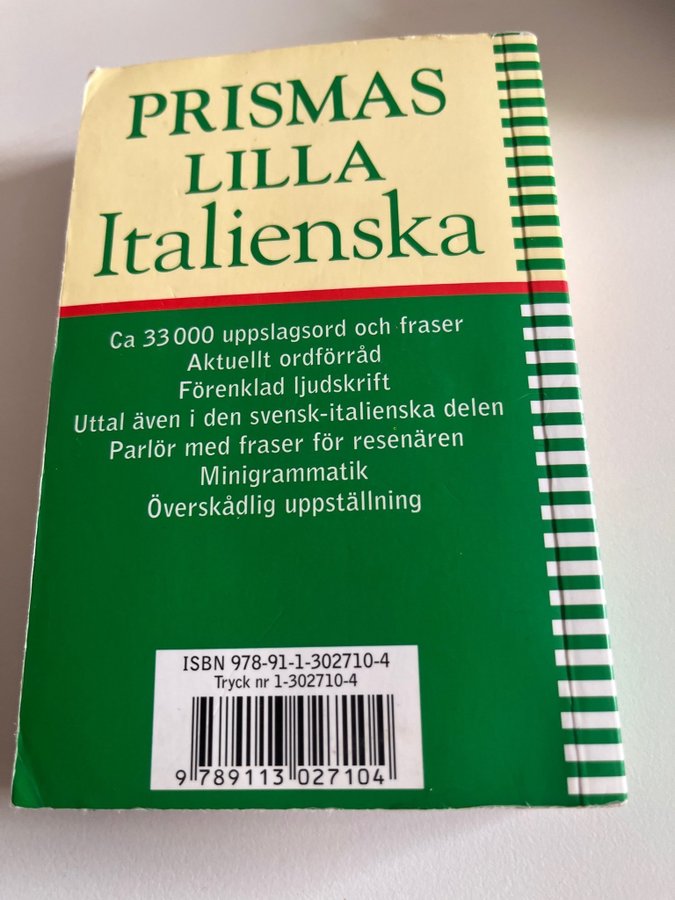 PRISMAS
LILLA
Italienska
Ca 33 000 uppslagsord och fraser
Aktuellt ordförråd
Förenklad ljudskrift
Uttal även i den svensk-italienska delen
Parlör med fraser för resenären
Minigrammatik
Överskådlig uppställning
ISBN 978-91-1-302710-4
Tryck nr 1-302710-4
9 789113 027104